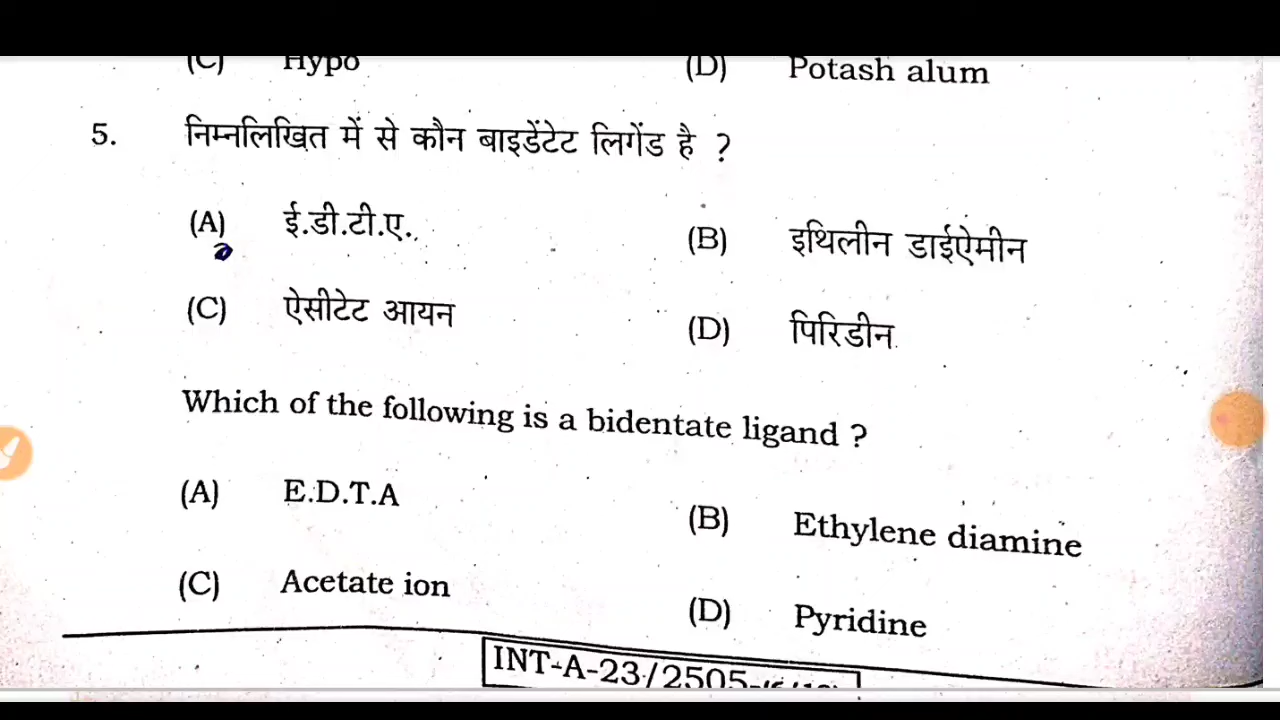 (C) Hypo (D) Potash alum
5. निम्नलिखित में से कौन बाइडेंटेट लिगेंड है ?
(A) ई.डी.टी.ए. (B) इथिलीन डाईऐमीन
(C) ऐसीटेट आयन (D) पिरिडीन
Which of the following is a bidentate ligand ?
(A) E.D.T.A (B) Ethylene diamine
(C) Acetate ion (D) Pyridine
INT-A-23/2505